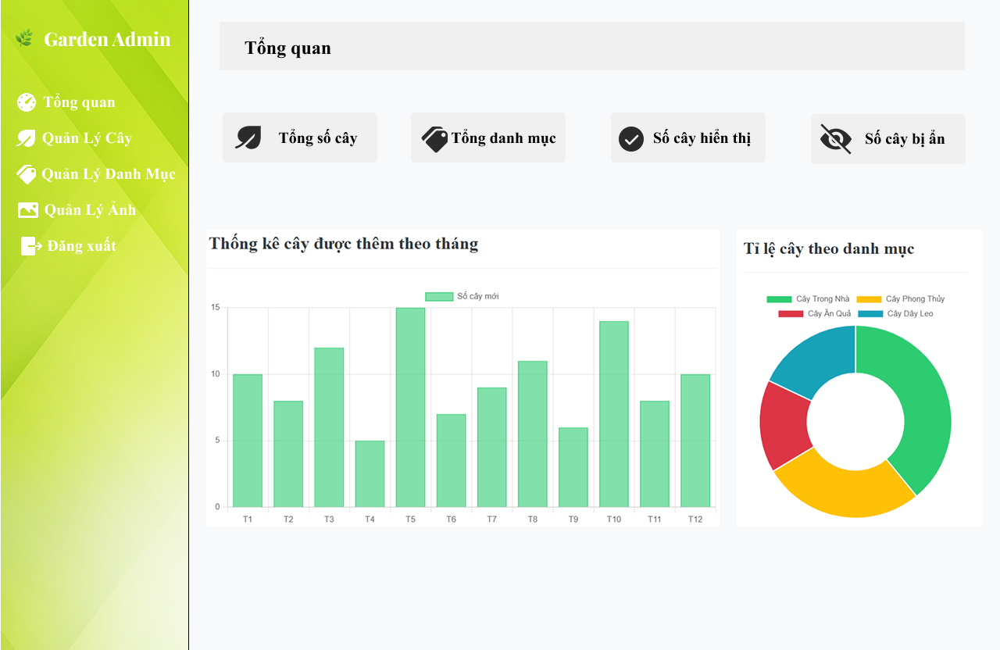 Garden Admin
Tổng quan
Quản Lý Cây
Quản Lý Danh Mục
Quản Lý Ảnh
Đăng xuất
Tổng quan
Tổng số cây
Tổng danh mục
Số cây hiển thị
Số cây bị ẩn
Thống kê cây được thêm theo tháng
Số cây mới
15
10
5
0
T1 T2 T3 T4 T5 T6 T7 T8 T9 T10 T11 T12
Tỉ lệ cây theo danh mục
Cây Trong Nhà Cây Phong Thủy
Cây Ăn Quả Cây Dây Leo